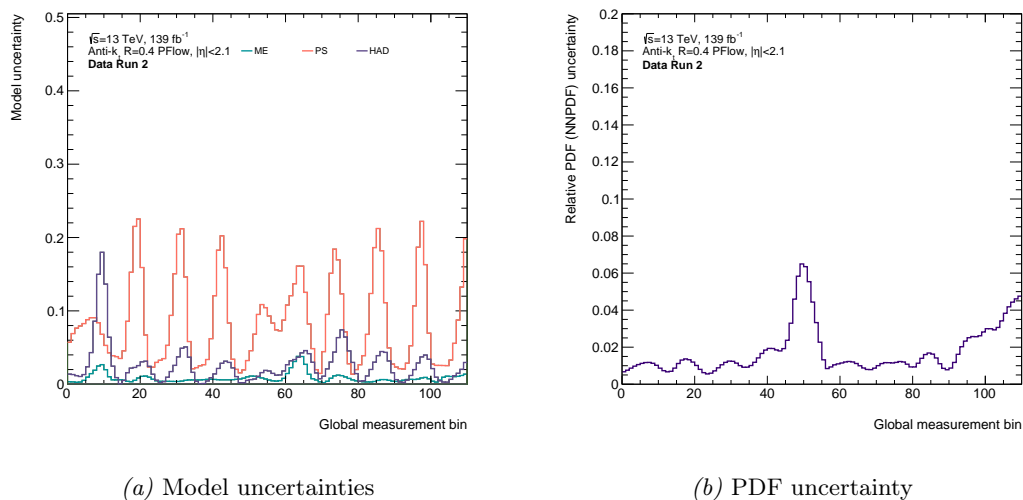 Model uncertainty
0.5
0.4
0.3
0.2
0.1
0
√s=13 TeV, 139 fb⁻¹
Anti-kₜ R=0.4 PFlow, |η|<2.1
Data Run 2
ME PS HAD
0 20 40 60 80 100
Global measurement bin
(a) Model uncertainties
Relative PDF (NNPDF) uncertainty
0.2
0.18
0.16
0.14
0.12
0.1
0.08
0.06
0.04
0.02
0
√s=13 TeV, 139 fb⁻¹
Anti-kₜ R=0.4 PFlow, |η|<2.1
Data Run 2
0 20 40 60 80 100
Global measurement bin
(b) PDF uncertainty